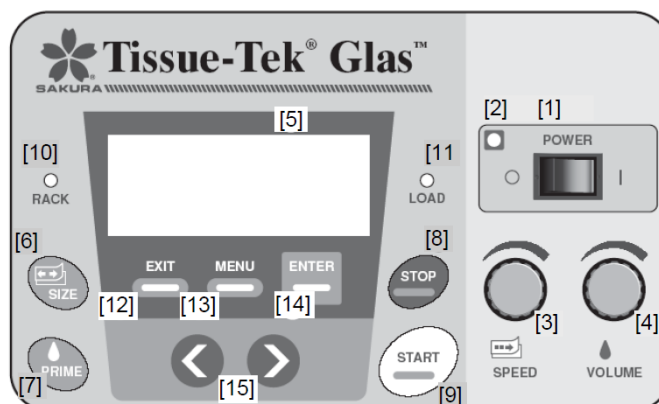 Tissue-Tek® Glas™
SAKURA
[5]
[2] [1]
POWER
[10]
[11
RACK
LOAD
[6]
[8]
SIZE
EXIT MENU ENTER
STOP
[12] [13] [14]
[3] [4]
[7]
PRIME
[15]
START
[9]
SPEED VOLUME